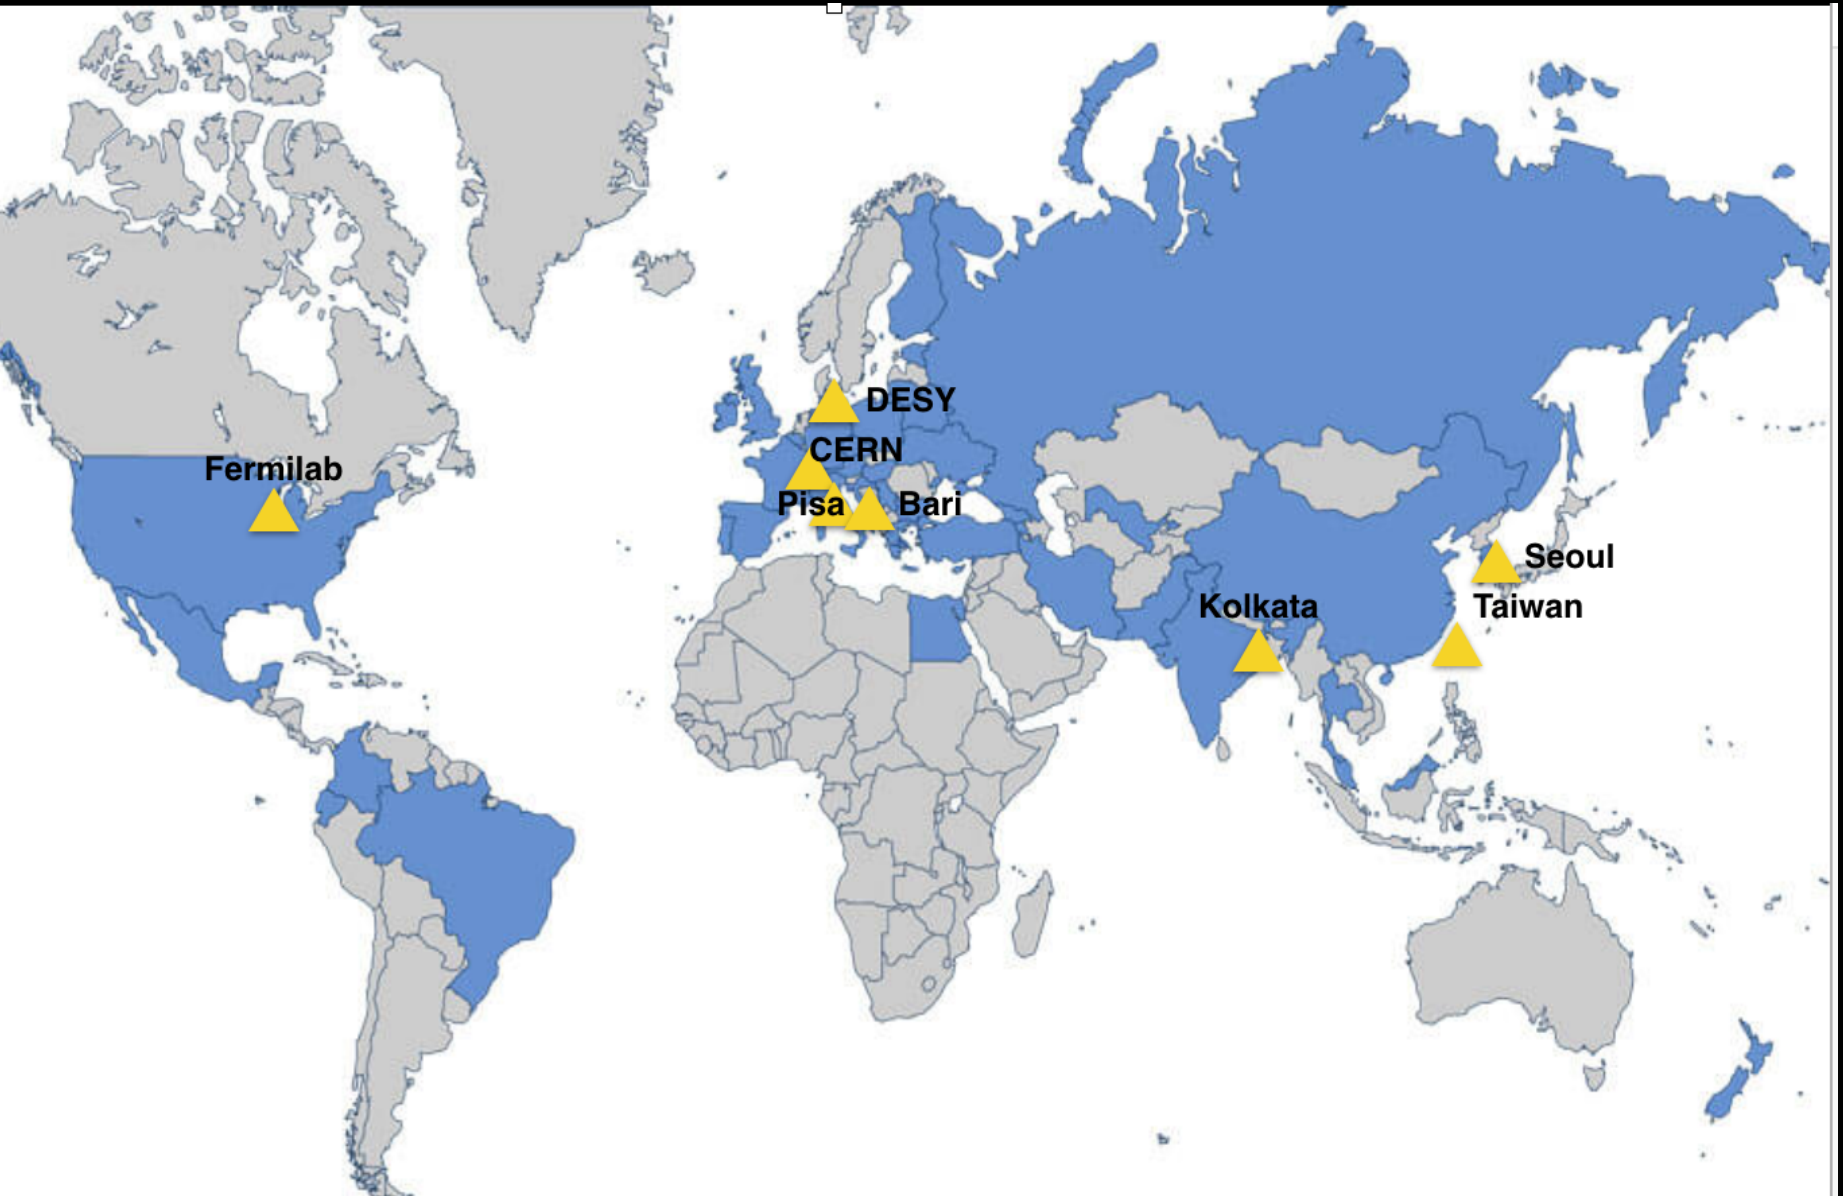 DESY
CERN
Fermilab
Pisa
Bari
Seoul
Kolkata
Taiwan